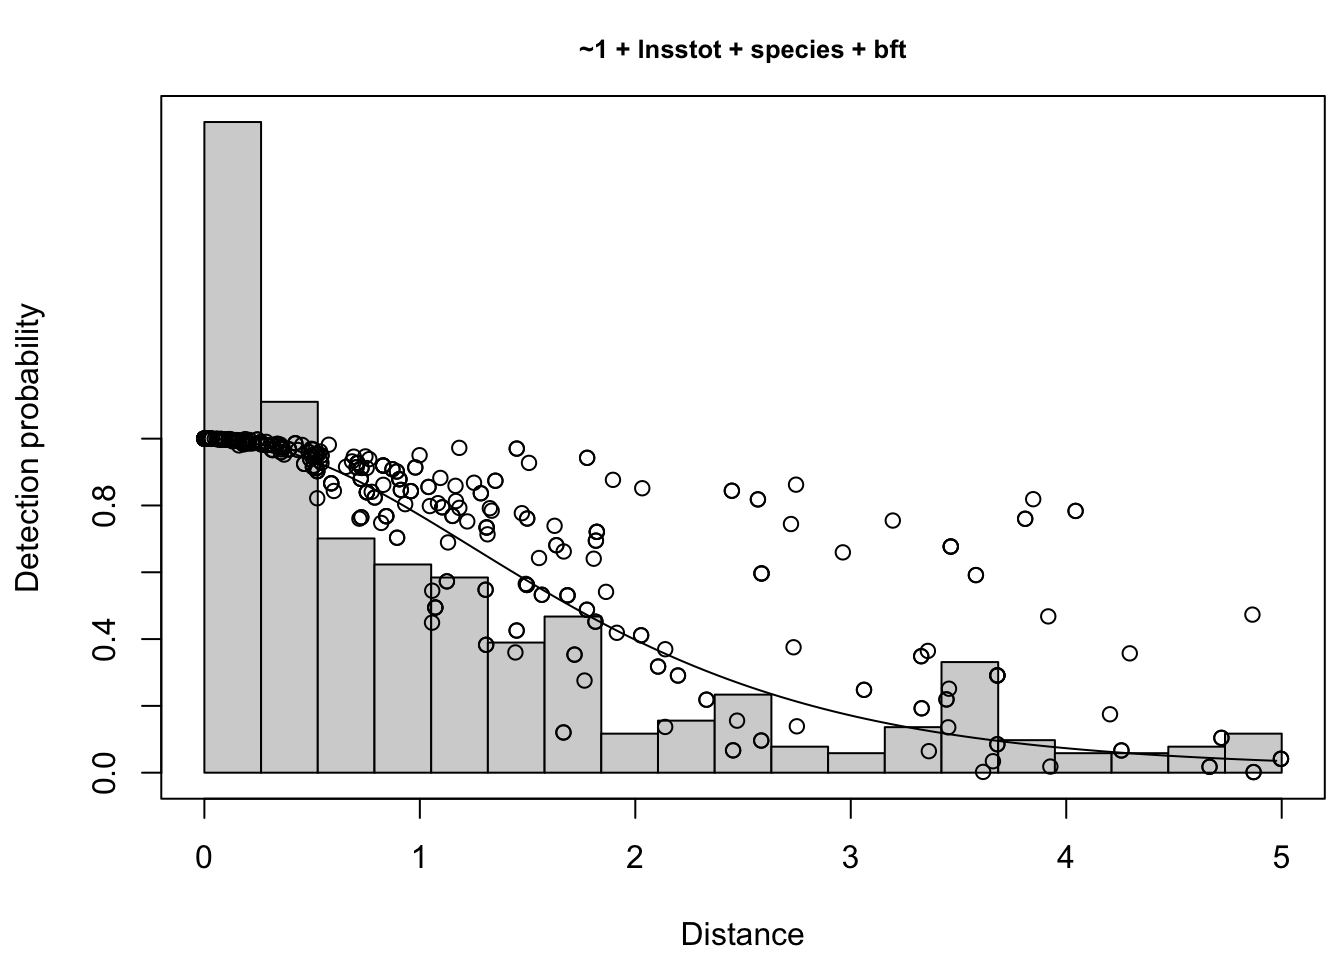 ~1 + lnsstot + species + bft
Detection probability
0.8
0.4
0.0
0 1 2 3 4 5
Distance